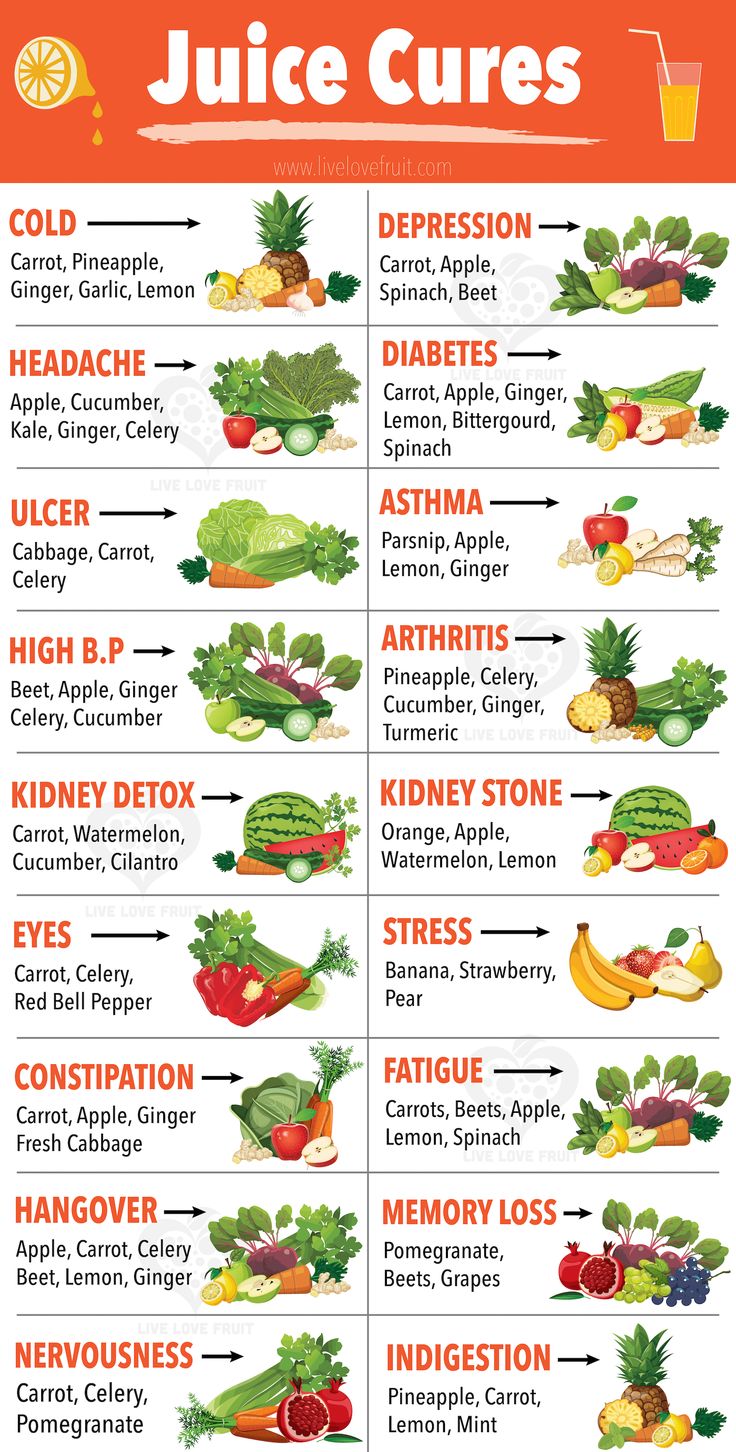 Juice Cures
www.livelovefruit.com
COLD
Carrot, Pineapple,
Ginger, Garlic, Lemon
DEPRESSION
Carrot, Apple,
Spinach, Beet
HEADACHE
Apple, Cucumber,
Kale, Ginger, Celery
LIVE LOVE FRUIT
DIABETES
LIVE LOVE FRUIT
Carrot, Apple, Ginger,
Lemon, Bittergourd,
Spinach
ULCER
Cabbage, Carrot,
Celery
ASTHMA
Parsnip, Apple,
Lemon, Ginger
HIGH B.P
Beet, Apple, Ginger
Celery, Cucumber
ARTHRITIS
Pineapple, Celery,
Cucumber, Ginger,
Turmeric
LIVE LOVE FRUIT
KIDNEY DETOX
Carrot, Watermelon,
Cucumber, Cilantro
LIVE LOVE FRUIT
KIDNEY STONE
Orange, Apple,
Watermelon, Lemon
EYES
Carrot, Celery,
Red Bell Pepper
STRESS
Banana, Strawberry,
Pear
CONSTIPATION
Carrot, Apple, Ginger
Fresh Cabbage
FATIGUE
Carrots, Beets, Apple,
Lemon, Spinach
LIVE LOVE FRUIT
HANGOVER
Apple, Carrot, Celery
Beet, Lemon, Ginger
LIVE LOVE FRUIT
MEMORY LOSS
Pomegranate,
Beets, Grapes
NERVOUSNESS
Carrot, Celery,
Pomegranate
INDIGESTION
Pineapple, Carrot,
Lemon, Mint